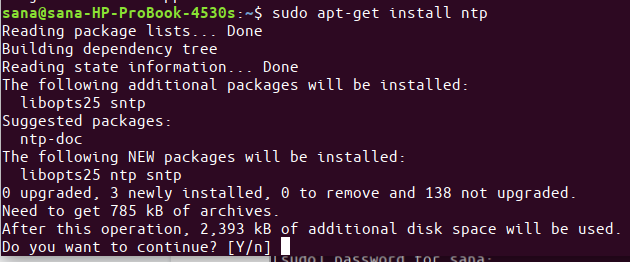 sana@sana-HP-ProBook-4530s:~$ sudo apt-get install ntp
Reading package lists... Done
Building dependency tree
Reading state information... Done
The following additional packages will be installed:
  libopts25 sntp
Suggested packages:
  ntp-doc
The following NEW packages will be installed:
  libopts25 ntp sntp
0 upgraded, 3 newly installed, 0 to remove and 138 not upgraded.
Need to get 785 kB of archives.
After this operation, 2,393 kB of additional disk space will be used.
Do you want to continue? [Y/n]
[sudo] password for sana: